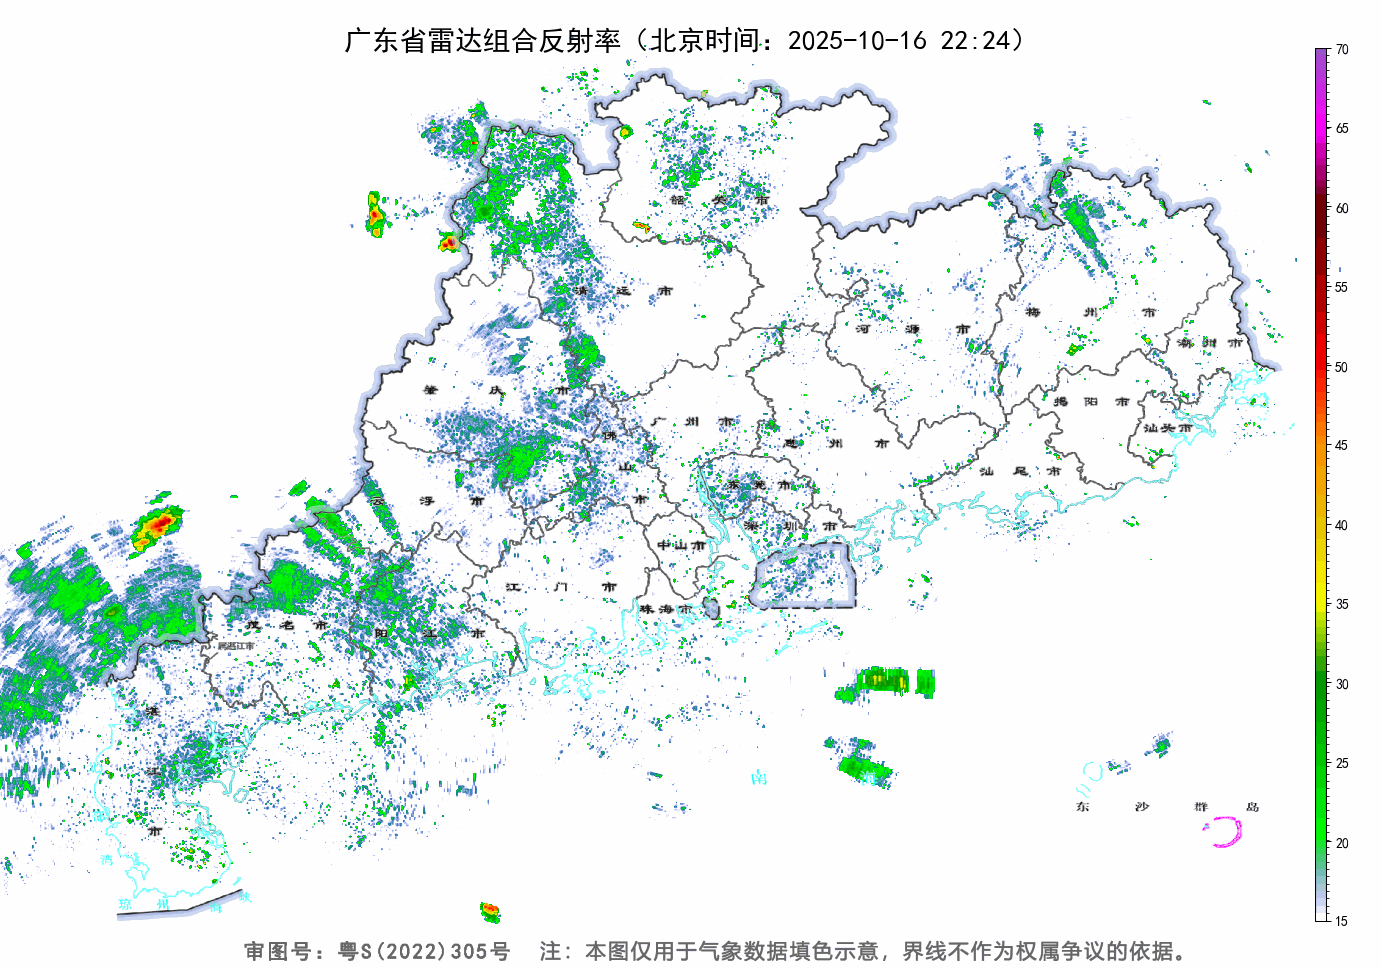 广东省雷达组合反射率（北京时间：2025-10-16 22:24）
70
65
60
55
50
45
40
35
30
25
20
15
韶 关 市
清 远 市
河 源 市
梅 州 市
潮 州 市
肇 庆 市
广 州 市
佛 山 市
惠 州 市
揭 阳 市
汕头市
汕 尾 市
东 莞 市
云 浮 市
深 圳 市
中山市
江 门 市
珠海市
茂 名 市
属湛江市
阳 江 市
湛 江 市
南 海
东 沙 群 岛
湾
琼 州 海 峡
审图号：粤S(2022)305号 注：本图仅用于气象数据填色示意，界线不作为权属争议的依据。